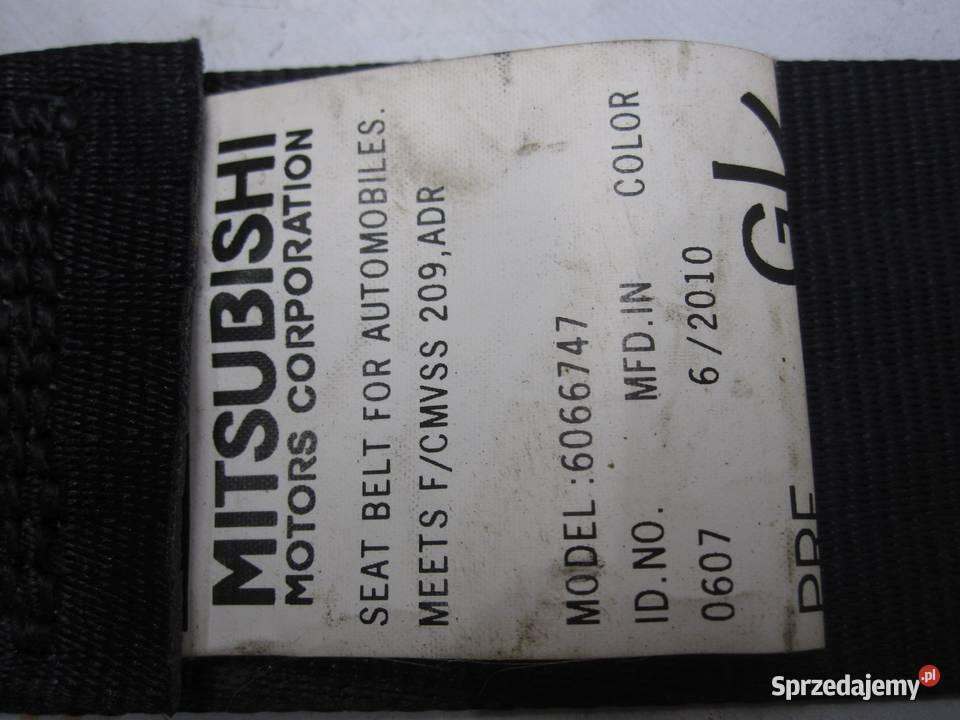 MITSUBISHI
MOTORS CORPORATION
SEAT BELT FOR AUTOMOBILES.
MEETS F/CMVSS 209,ADR
MODEL:6066747
ID.NO. MFD.IN COLOR
0607 6/2010
Sprzedajemy.pl